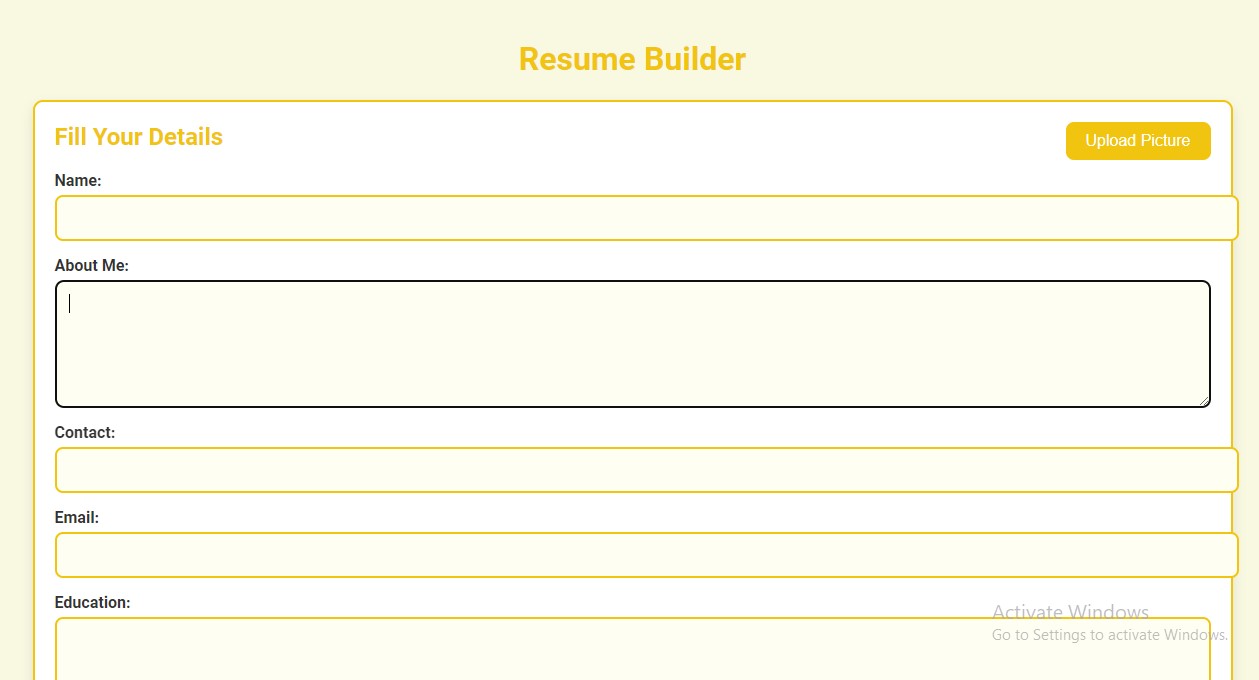 Resume Builder
Fill Your Details
Upload Picture
Name:
About Me:
Contact:
Email:
Education:
Activate Windows
Go to Settings to activate Windows.